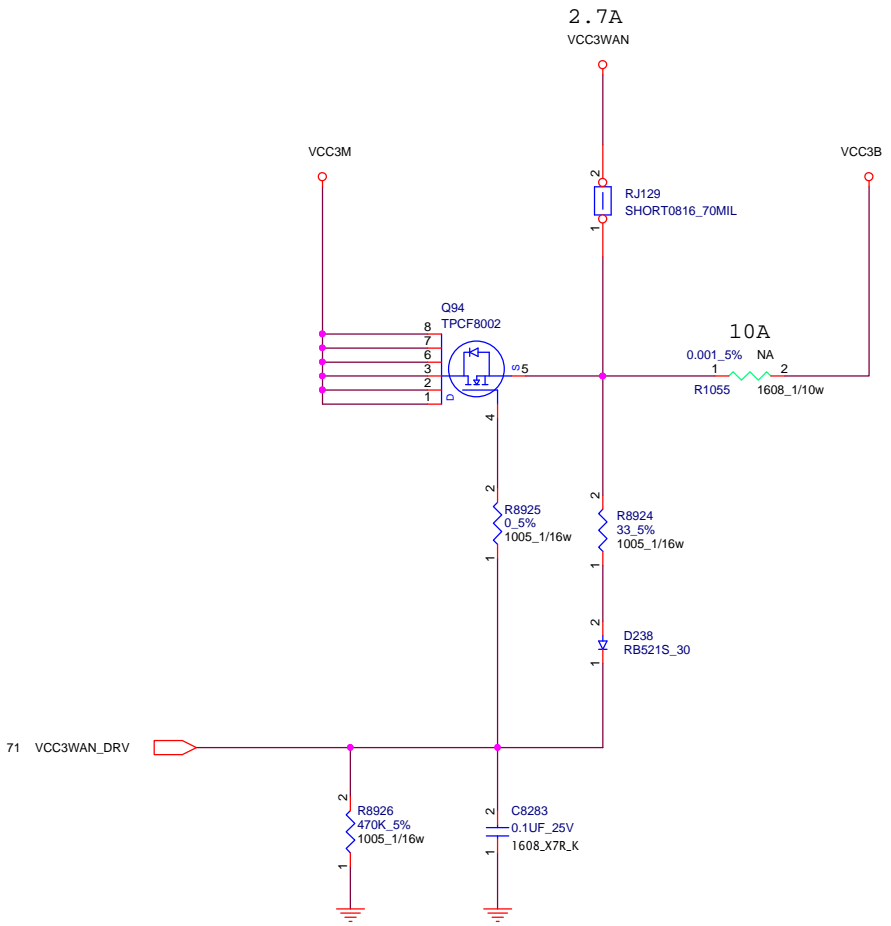 2.7A
VCC3WAN
VCC3M
VCC3B
2
RJ129
SHORT0816_70MIL
1
Q94
TPCF8002
8
7
6
3
2
1
D
S
5
4
10A
0.001_5%
NA
1
2
R1055
1608_1/10w
2
R8925
0_5%
1005_1/16w
1
2
R8924
33_5%
1005_1/16w
1
2
D238
RB521S_30
1
71
VCC3WAN_DRV
2
R8926
470K_5%
1005_1/16w
1
2
C8283
0.1UF_25V
1608_X7R_K
1